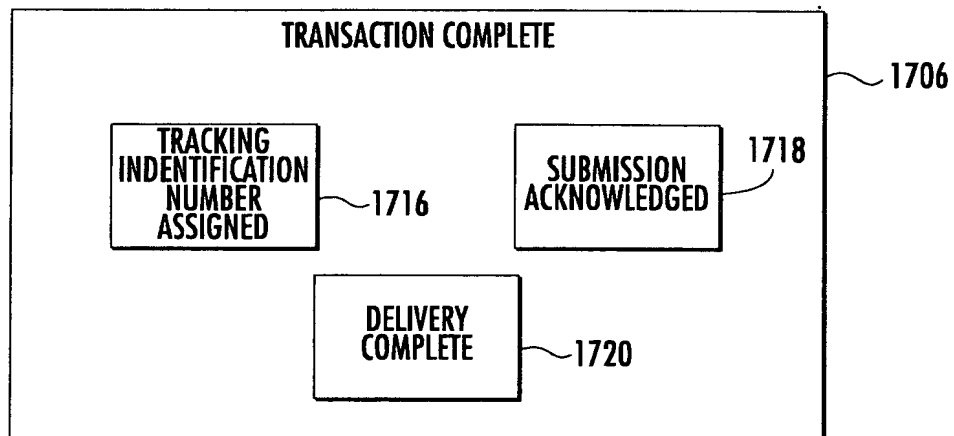 TRANSACTION COMPLETE
1706
TRACKING
INDENTIFICATION
NUMBER
ASSIGNED
1716
SUBMISSION
ACKNOWLEDGED
1718
DELIVERY
COMPLETE
1720